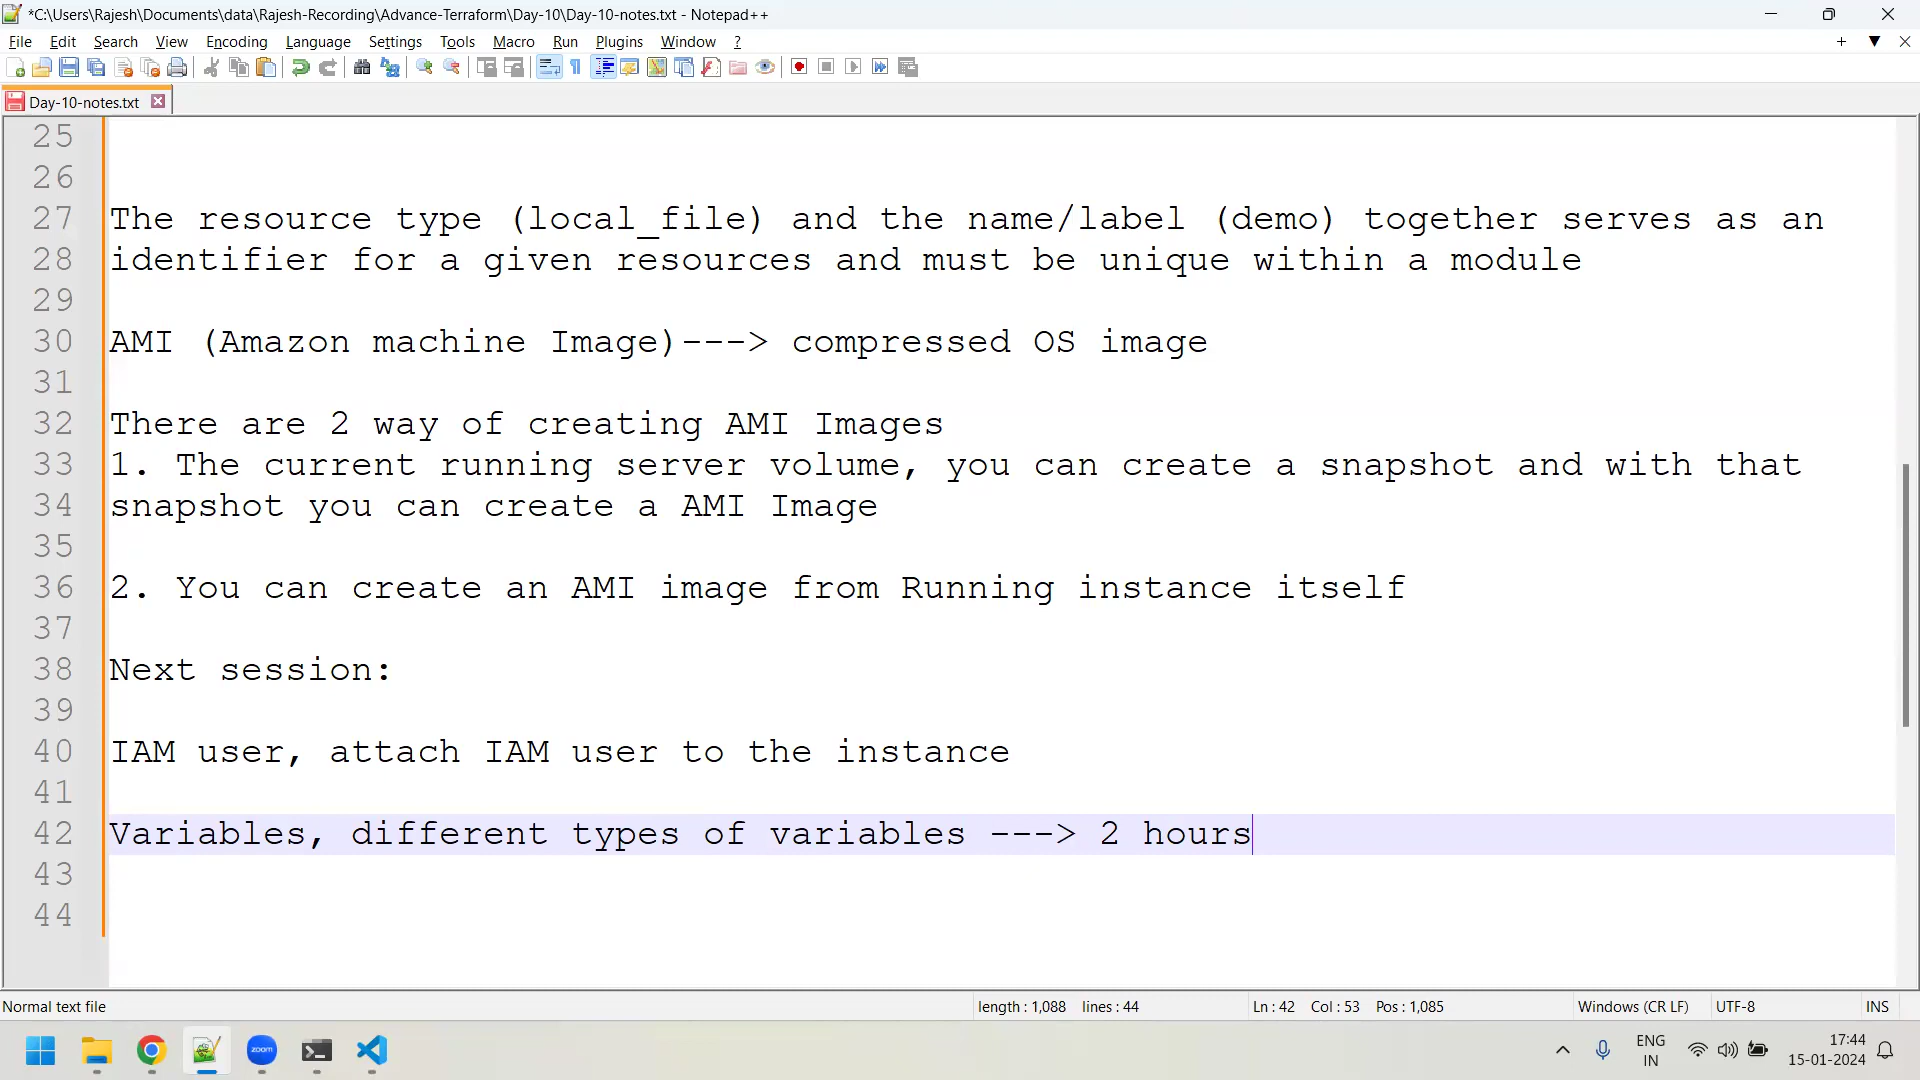 *C:\Users\Rajesh\Documents\data\Rajesh-Recording\Advance-Terraform\Day-10\Day-10-notes.txt - Notepad++
File Edit Search View Encoding Language Settings Tools Macro Run Plugins Window ?
Day-10-notes.txt
25
26
27 The resource type (local_file) and the name/label (demo) together serves as an
28 identifier for a given resources and must be unique within a module
29
30 AMI (Amazon machine Image)---> compressed OS image
31
32 There are 2 way of creating AMI Images
33 1. The current running server volume, you can create a snapshot and with that
34 snapshot you can create a AMI Image
35
36 2. You can create an AMI image from Running instance itself
37
38 Next session:
39
40 IAM user, attach IAM user to the instance
41
42 Variables, different types of variables ---> 2 hours
43
44
Normal text file length : 1,088 lines : 44 Ln : 42 Col : 53 Pos : 1,085 Windows (CR LF) UTF-8 INS
zoom
ENG
IN
17:44
15-01-2024